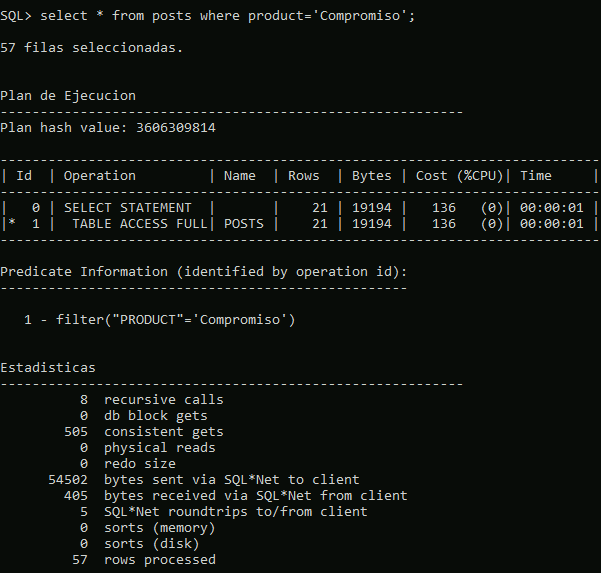 SQL> select * from posts where product='Compromiso';
57 filas seleccionadas.
Plan de Ejecucion
----------------------------------------------------------
Plan hash value: 3606309814
---------------------------------------------------------------------------
| Id  | Operation         | Name  | Rows  | Bytes | Cost (%CPU)| Time     |
---------------------------------------------------------------------------
|   0 | SELECT STATEMENT  |       |    21 | 19194 |   136   (0)| 00:00:01 |
|*  1 |  TABLE ACCESS FULL| POSTS |    21 | 19194 |   136   (0)| 00:00:01 |
---------------------------------------------------------------------------
Predicate Information (identified by operation id):
---------------------------------------------------
   1 - filter("PRODUCT"='Compromiso')
Estadisticas
----------------------------------------------------------
          8  recursive calls
          0  db block gets
        505  consistent gets
          0  physical reads
          0  redo size
      54502  bytes sent via SQL*Net to client
        405  bytes received via SQL*Net from client
          5  SQL*Net roundtrips to/from client
          0  sorts (memory)
          0  sorts (disk)
         57  rows processed